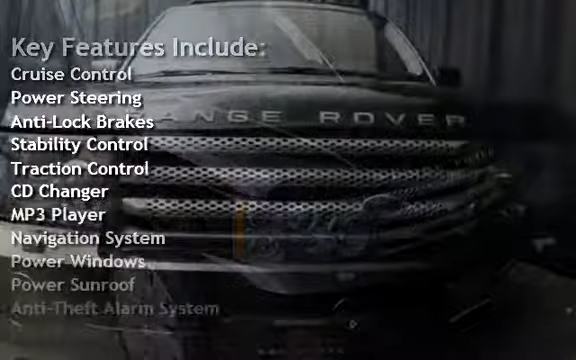 Key Features Include:
Cruise Control
Power Steering
Anti-Lock Brakes
ANGE ROVER
Stability Control
Traction Control
CD Changer
MP3 Player
Navigation System
Power Windows
Power Sunroof
Anti-Theft Alarm System